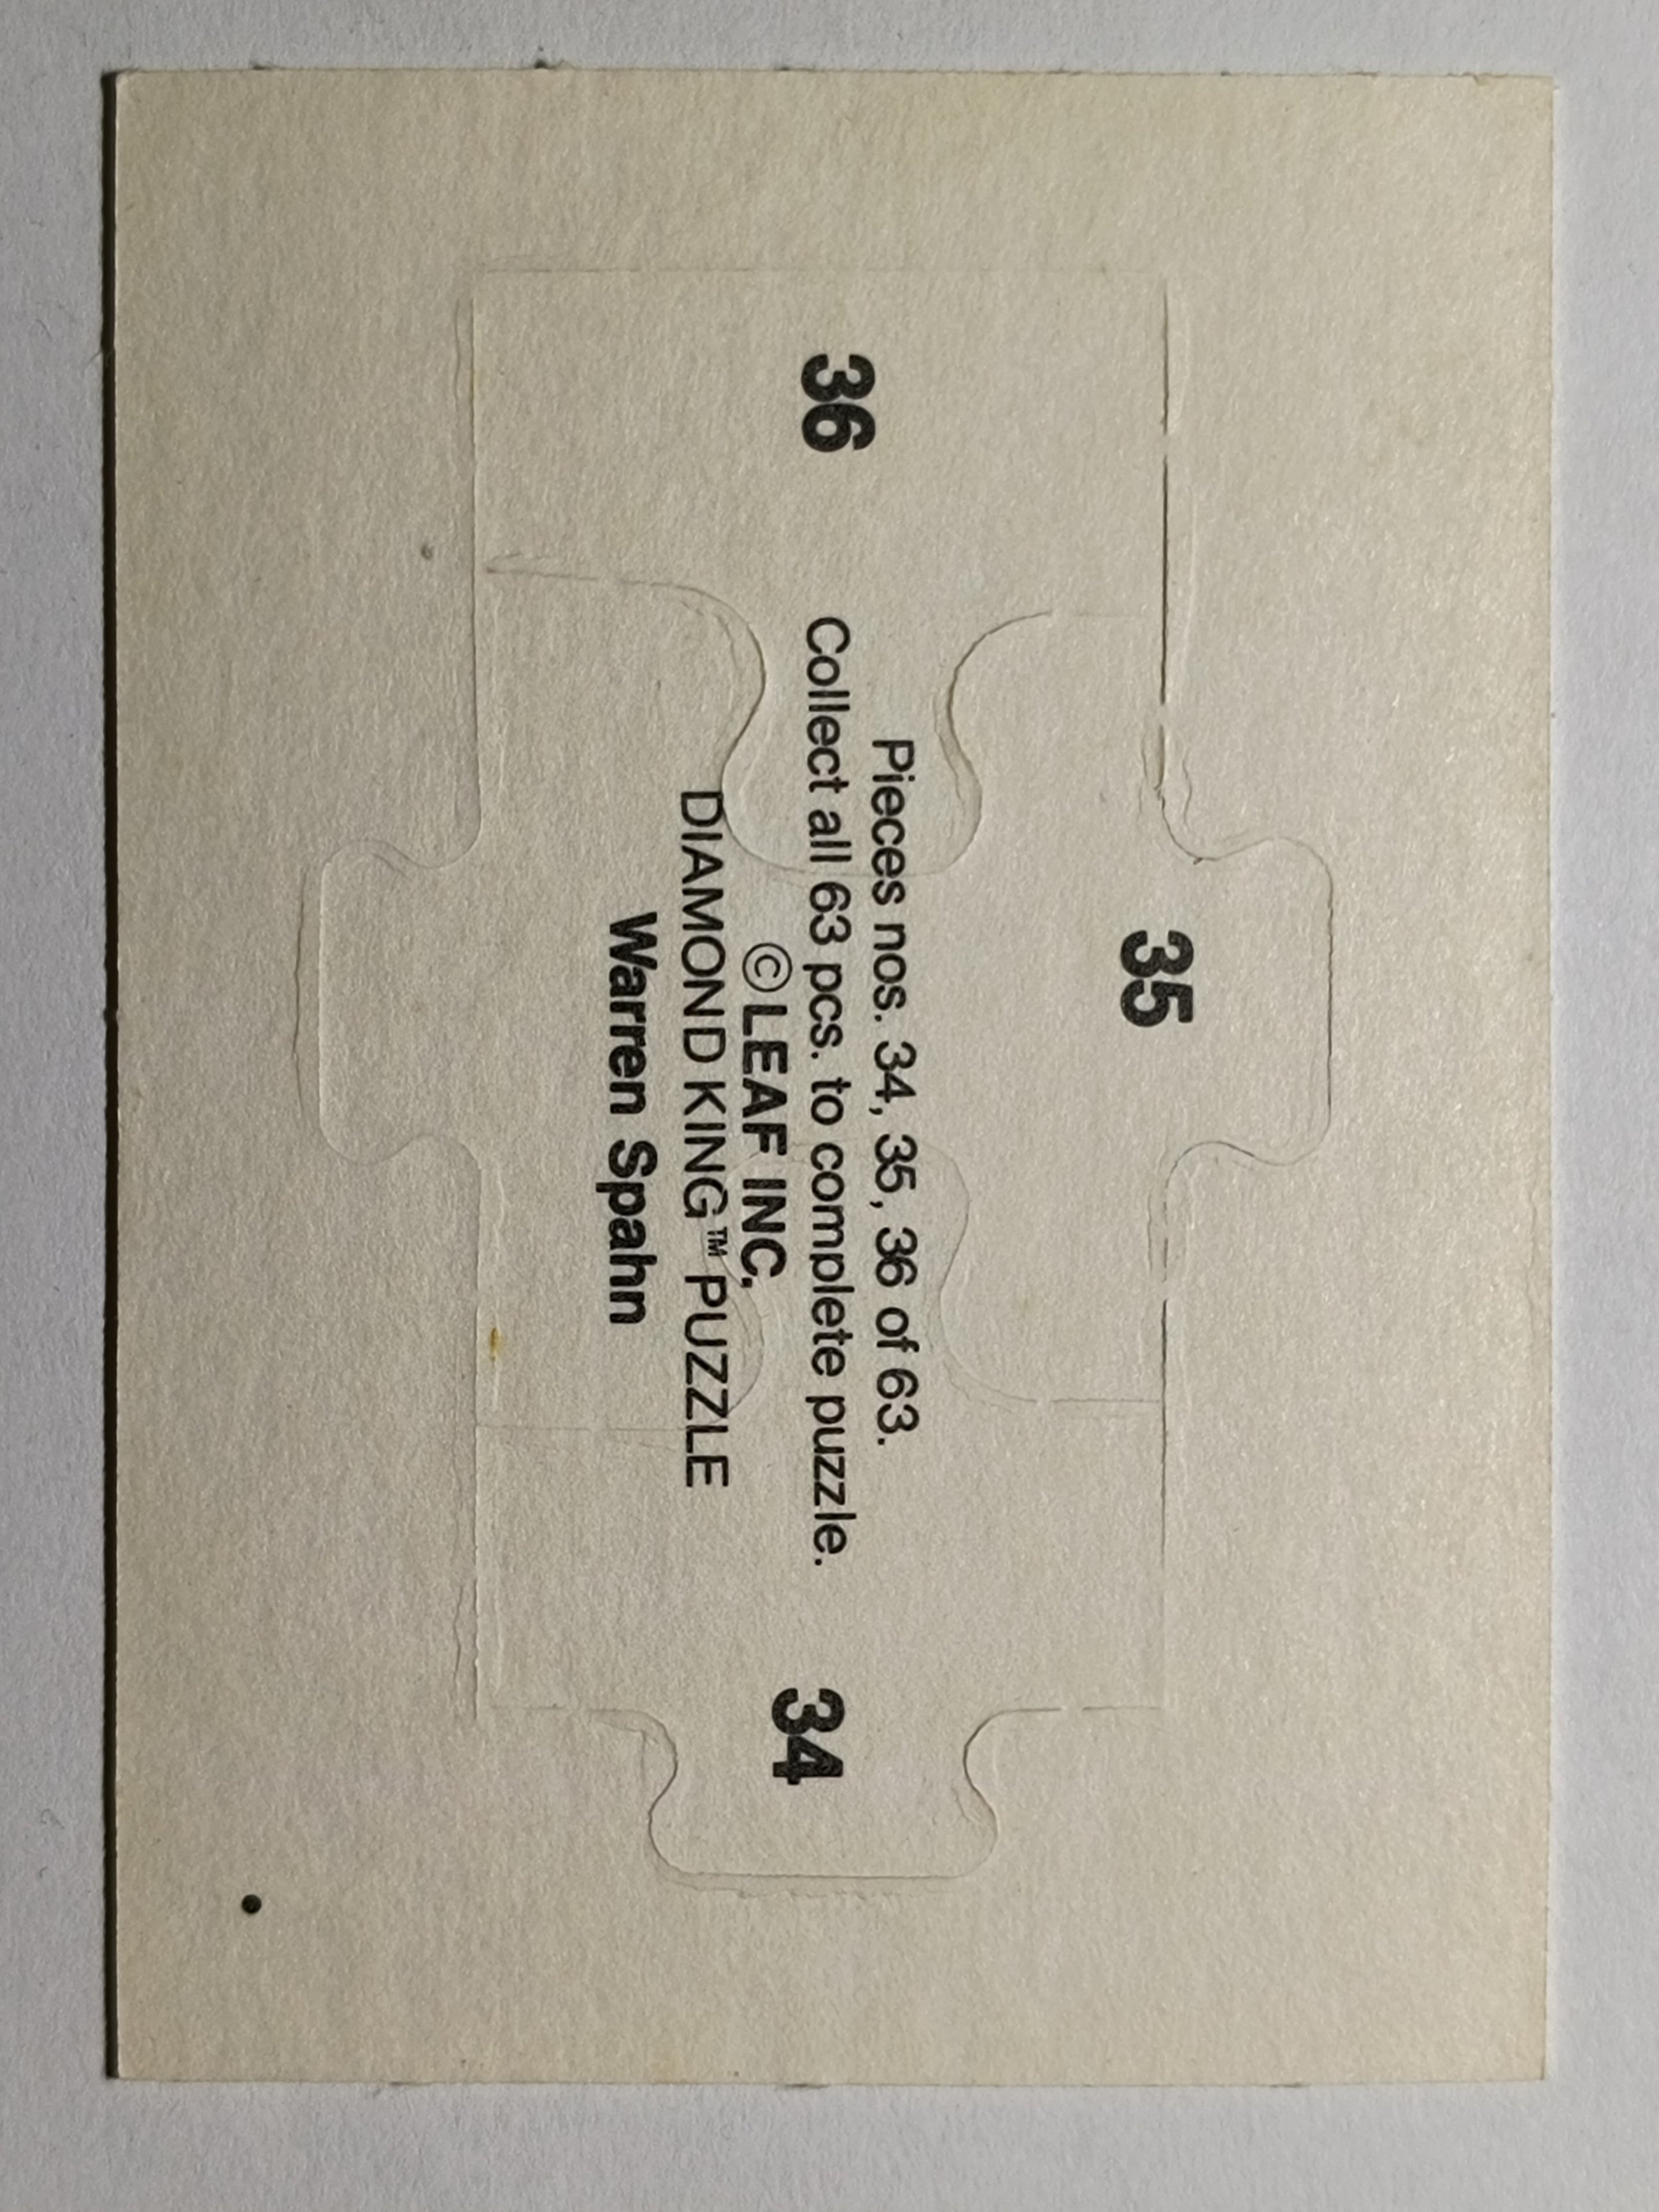 35
36
34
Pieces nos. 34, 35, 36 of 63.
Collect all 63 pcs. to complete puzzle.
©LEAF INC.
DIAMOND KING™ PUZZLE
Warren Spahn